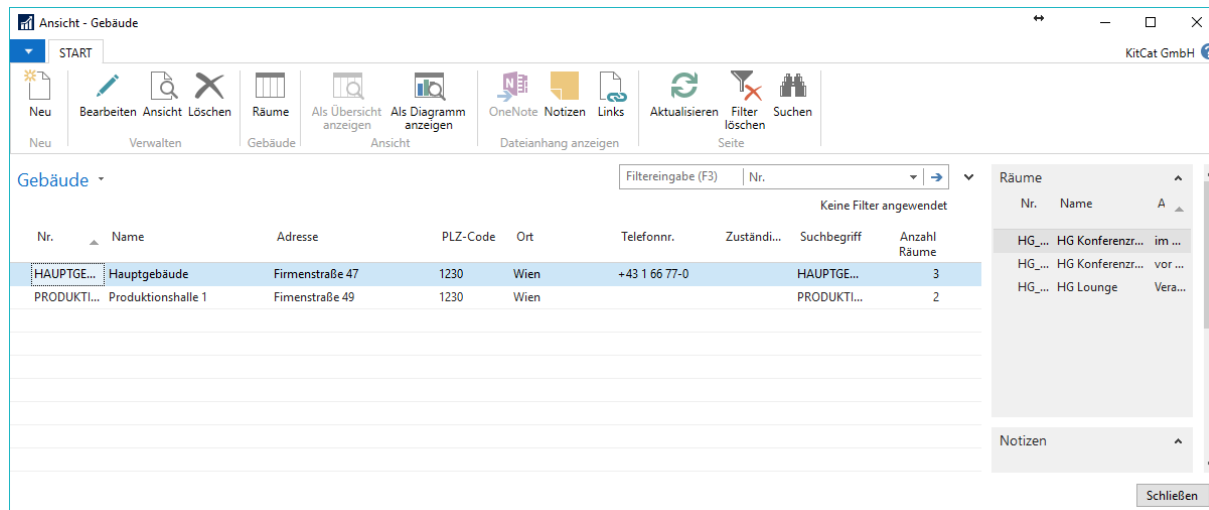 Ansicht - Gebäude
START
KitCat GmbH
Neu Bearbeiten Ansicht Löschen Räume Als Übersicht anzeigen Als Diagramm anzeigen OneNote Notizen Links Aktualisieren Filter löschen Suchen
Neu Verwalten Gebäude Ansicht Dateianhang anzeigen Seite
Gebäude
Filtereingabe (F3) Nr.
Keine Filter angewendet
Nr. Name Adresse PLZ-Code Ort Telefonnr. Zuständi... Suchbegriff Anzahl Räume
HAUPTGE... Hauptgebäude Firmenstraße 47 1230 Wien +43 1 66 77-0 HAUPTGE... 3
PRODUKTI... Produktionshalle 1 Fimenstraße 49 1230 Wien PRODUKTI... 2
Räume
Nr. Name A
HG_... HG Konferenzr... im ...
HG_... HG Konferenzr... vor ...
HG_... HG Lounge Vera...
Notizen
Schließen